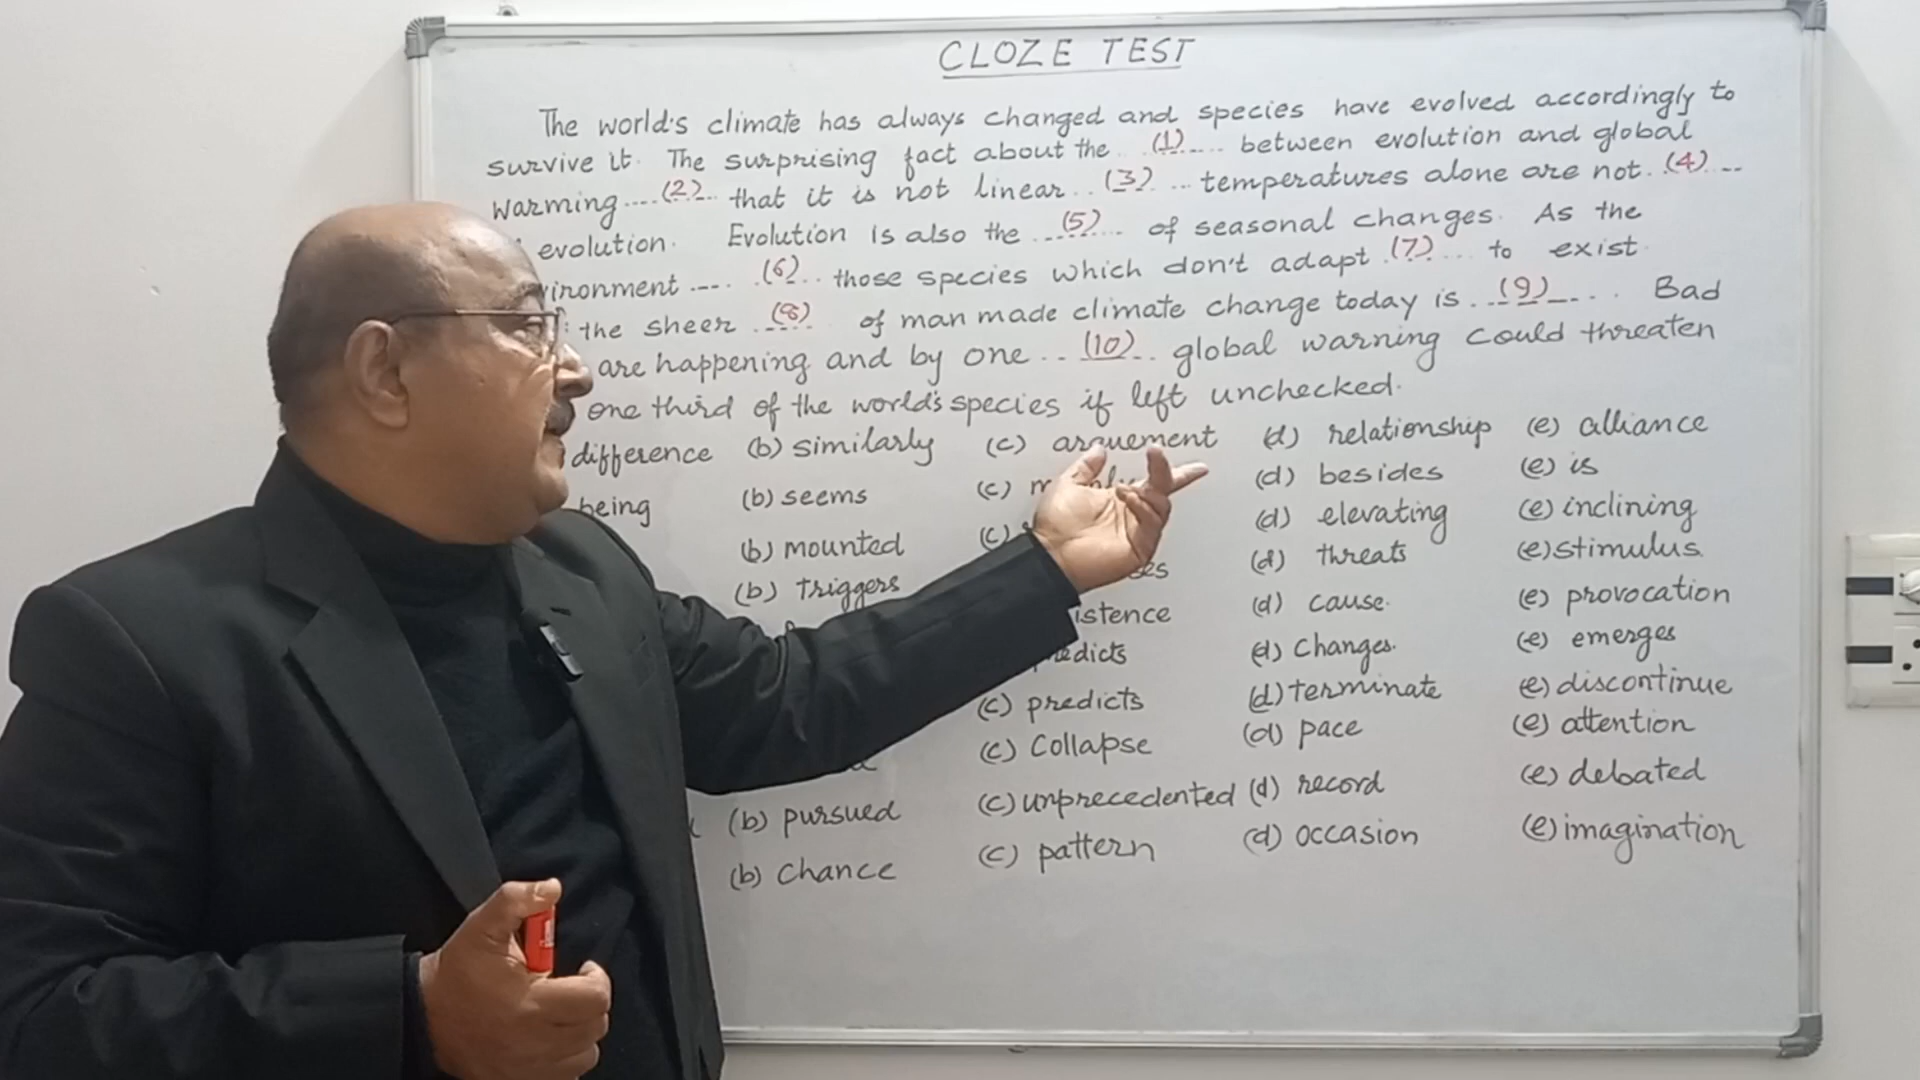 CLOZE TEST
The world's climate has always changed and species have evolved accordingly to
survive it. The surprising fact about the (1) between evolution and global
warming (2) that it is not linear (3) temperatures alone are not (4)
evolution. Evolution is also the (5) of seasonal changes. As the
(6) those species which don't adapt (7) to exist.
the sheer (8) of man made climate change today is (9). Bad
are happening and by one (10) global warning could threaten
one third of the world's species if left unchecked.
difference (b) similarly (c) arguement (d) relationship (e) alliance
being (b) seems (c) (d) besides (e) is
(b) mounted (c) (d) elevating (e) inclining
(b) triggers (d) threats (e) stimulus
(d) cause. (e) provocation
(d) Changes. (e) emerges
(c) predicts (d) terminate (e) discontinue
(c) Collapse (d) pace (e) attention
(b) pursued (c) unprecedented (d) record (e) debated
(b) Chance (c) pattern (d) occasion (e) imagination